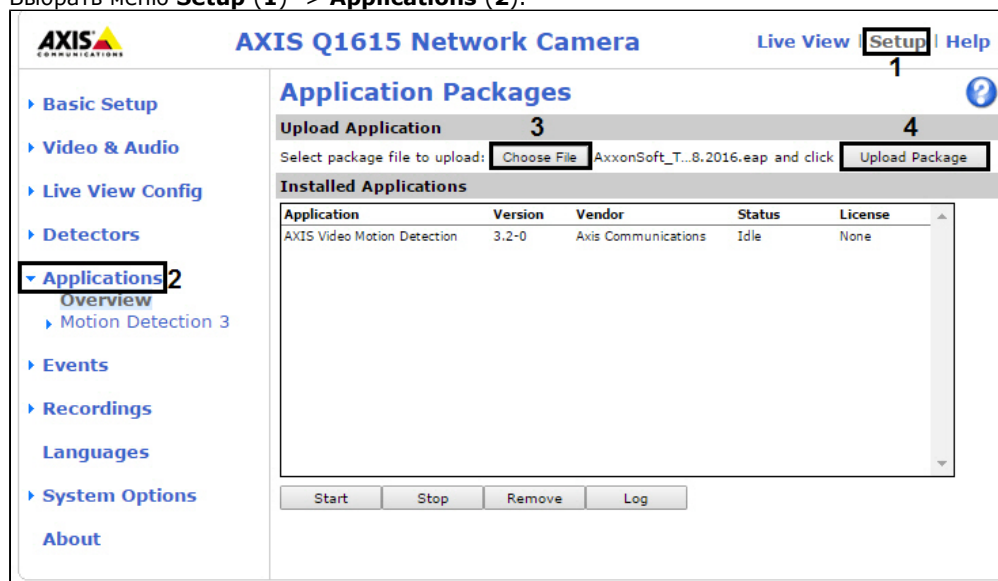 Выбрать меню Setup (1) -> Applications (2).
AXIS
COMMUNICATIONS
AXIS Q1615 Network Camera
Live View | Setup | Help
1
Basic Setup
Video & Audio
Live View Config
Detectors
Applications 2
Overview
Motion Detection 3
Events
Recordings
Languages
System Options
About
Application Packages
Upload Application 3 4
Select package file to upload: Choose File AxxonSoft_T...8.2016.eap and click Upload Package
Installed Applications
Application Version Vendor Status License
AXIS Video Motion Detection 3.2-0 Axis Communications Idle None
Start Stop Remove Log